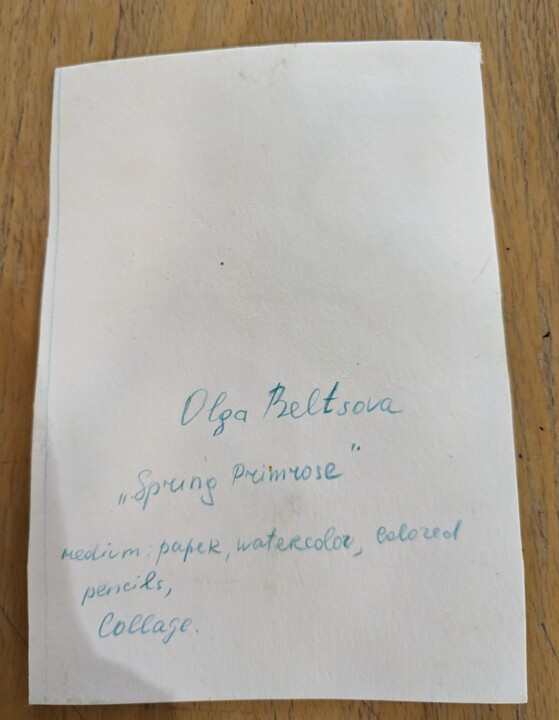 Olga Beltsova
„Spring Primrose"
medium: paper, watercolor, colored
pencils,
Collage.